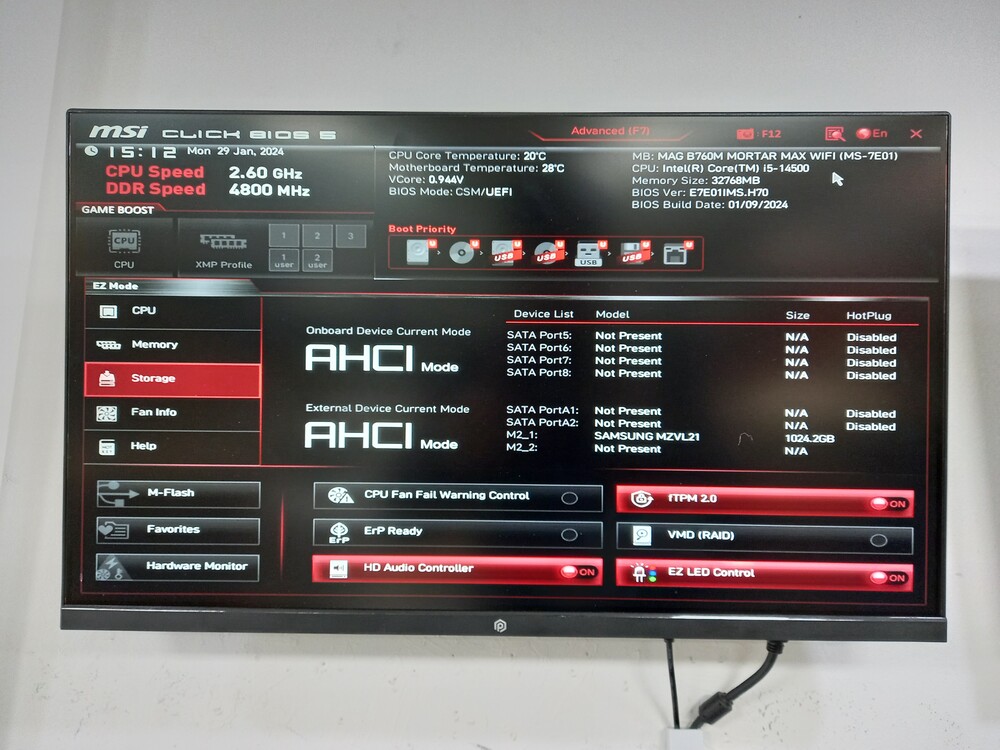 msi CLICK BIOS 5
Advanced (F7)
F12
En
15:12 Mon 29 Jan, 2024
CPU Speed 2.60 GHz
DDR Speed 4800 MHz
CPU Core Temperature: 20°C
Motherboard Temperature: 28°C
VCore: 0.944V
BIOS Mode: CSM/UEFI
MB: MAG B760M MORTAR MAX WIFI (MS-7E01)
CPU: Intel(R) Core(TM) i5-14500
Memory Size: 32768MB
BIOS Ver: E7E01IMS.H70
BIOS Build Date: 01/09/2024
GAME BOOST
CPU
CPU
XMP Profile
1 2 3
1 user 2 user
Boot Priority
U U U U U U U
USB USB USB USB
EZ Mode
CPU
Memory
Storage
Fan Info
Help
Onboard Device Current Mode
AHCI Mode
External Device Current Mode
AHCI Mode
Device List Model Size HotPlug
SATA Port5: Not Present N/A Disabled
SATA Port6: Not Present N/A Disabled
SATA Port7: Not Present N/A Disabled
SATA Port8: Not Present N/A Disabled
SATA PortA1: Not Present N/A Disabled
SATA PortA2: Not Present N/A Disabled
M2_1: SAMSUNG MZVL21 1024.2GB
M2_2: Not Present N/A
M-Flash
Favorites
Hardware Monitor
CPU Fan Fail Warning Control
ErP Ready
ErP
HD Audio Controller ON
fTPM 2.0 ON
VMD (RAID)
EZ LED Control ON